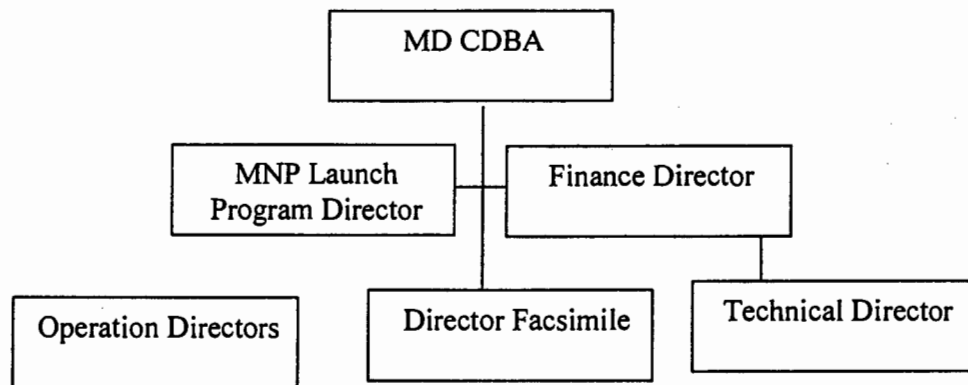 MD CDBA
MNP Launch
Program Director
Finance Director
Operation Directors
Director Facsimile
Technical Director